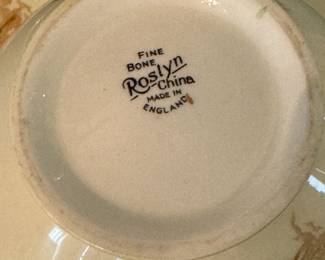 FINE
BONE
Roslyn
China
MADE IN
ENGLAND